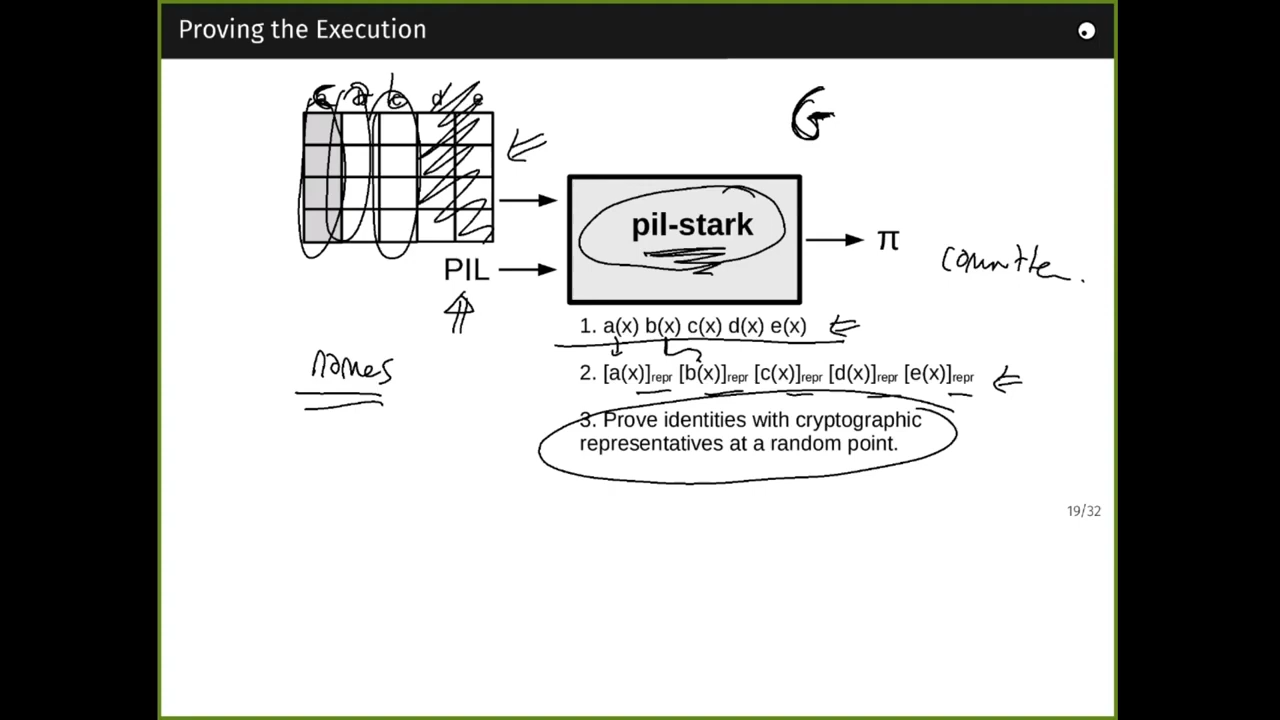 Proving the Execution
a b c d e
G
pil-stark
π
PIL
names
1. a(x) b(x) c(x) d(x) e(x)
2. [a(x)]repr [b(x)]repr [c(x)]repr [d(x)]repr [e(x)]repr
3. Prove identities with cryptographic
representatives at a random point.
19/32